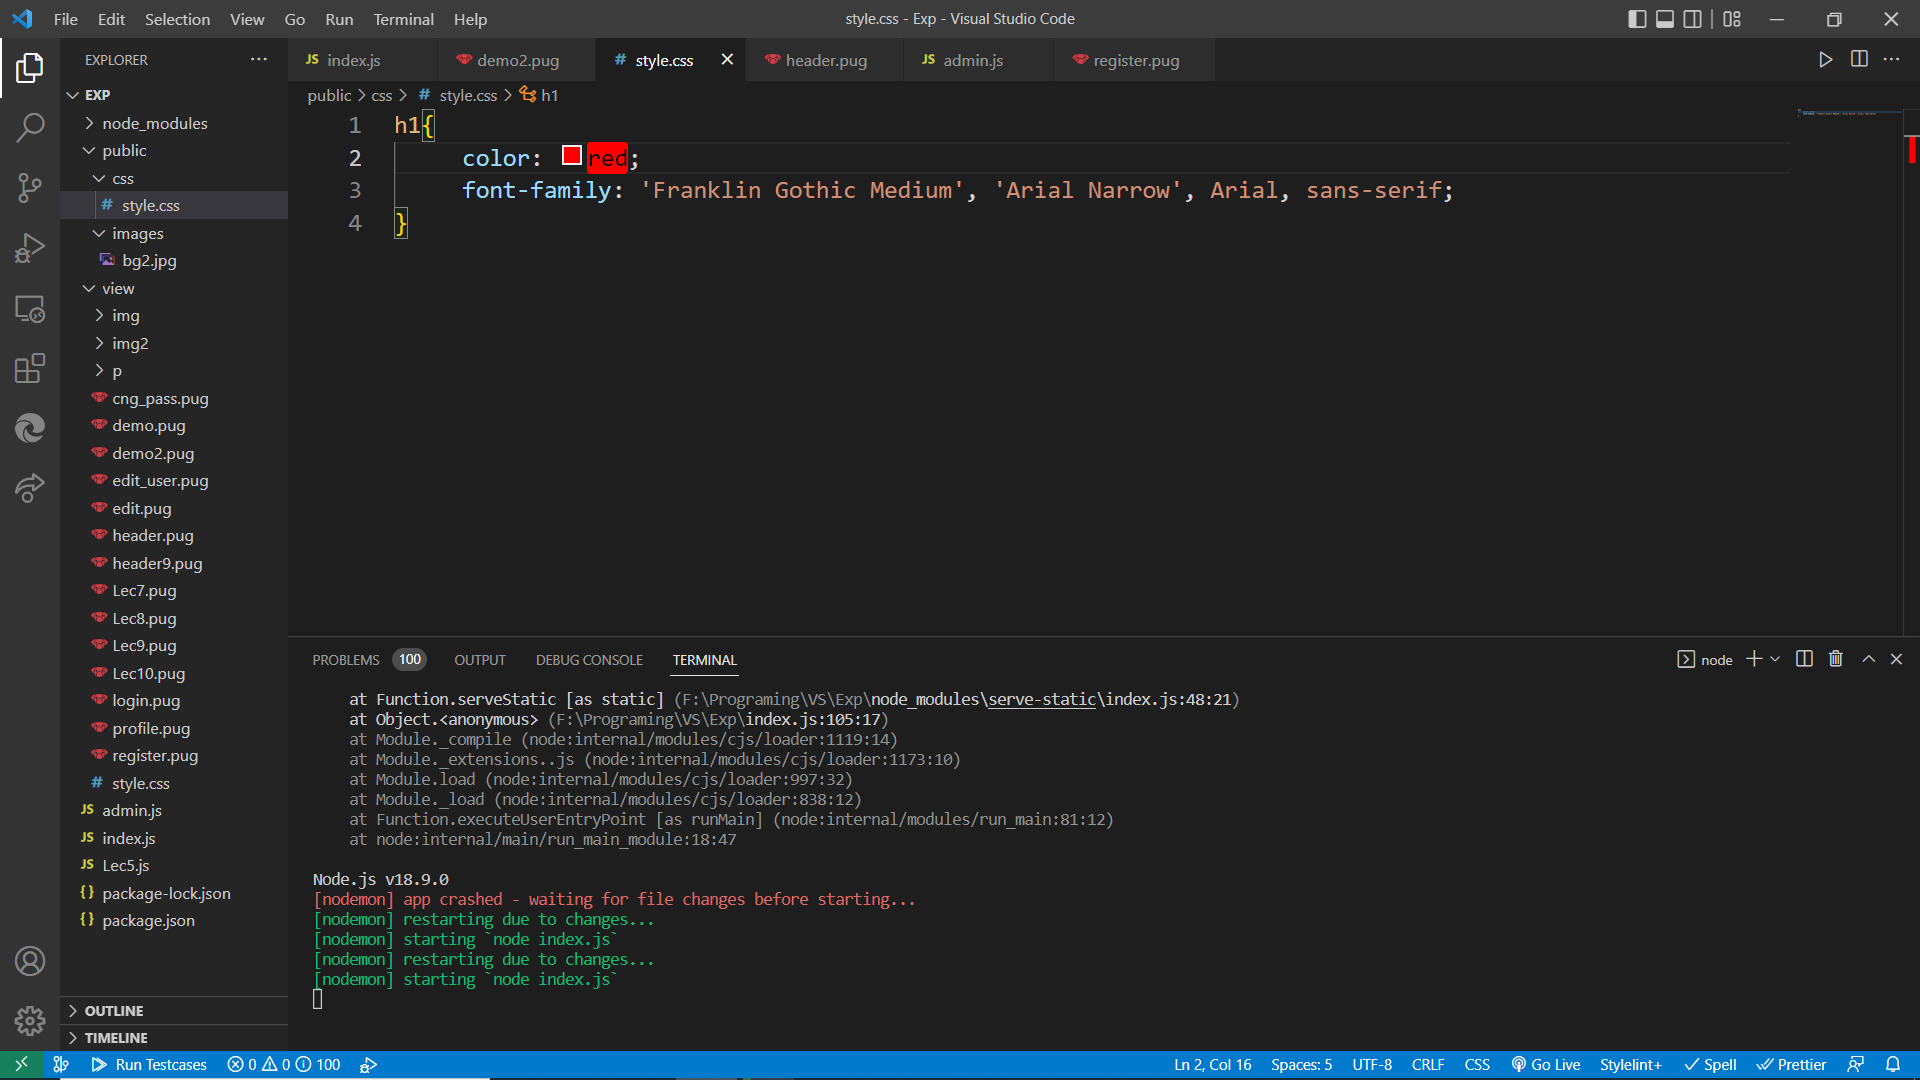 File Edit Selection View Go Run Terminal Help
style.css - Exp - Visual Studio Code
EXPLORER
EXP
node_modules
public
css
# style.css
images
bg2.jpg
view
img
img2
p
cng_pass.pug
demo.pug
demo2.pug
edit_user.pug
edit.pug
header.pug
header9.pug
Lec7.pug
Lec8.pug
Lec9.pug
Lec10.pug
login.pug
profile.pug
register.pug
# style.css
JS admin.js
JS index.js
JS Lec5.js
{} package-lock.json
{} package.json
OUTLINE
TIMELINE
JS index.js demo2.pug # style.css header.pug JS admin.js register.pug
public > css > # style.css > h1
1 h1{
2 color: red;
3 font-family: 'Franklin Gothic Medium', 'Arial Narrow', Arial, sans-serif;
4 }
PROBLEMS 100 OUTPUT DEBUG CONSOLE TERMINAL node
at Function.serveStatic [as static] (F:\Programing\VS\Exp\node_modules\serve-static\index.js:48:21)
at Object.<anonymous> (F:\Programing\VS\Exp\index.js:105:17)
at Module._compile (node:internal/modules/cjs/loader:1119:14)
at Module._extensions..js (node:internal/modules/cjs/loader:1173:10)
at Module.load (node:internal/modules/cjs/loader:997:32)
at Module._load (node:internal/modules/cjs/loader:838:12)
at Function.executeUserEntryPoint [as runMain] (node:internal/modules/run_main:81:12)
at node:internal/main/run_main_module:18:47
Node.js v18.9.0
[nodemon] app crashed - waiting for file changes before starting...
[nodemon] restarting due to changes...
[nodemon] starting `node index.js`
[nodemon] restarting due to changes...
[nodemon] starting `node index.js`
Run Testcases 0 0 100 Ln 2, Col 16 Spaces: 5 UTF-8 CRLF CSS Go Live Stylelint+ Spell Prettier